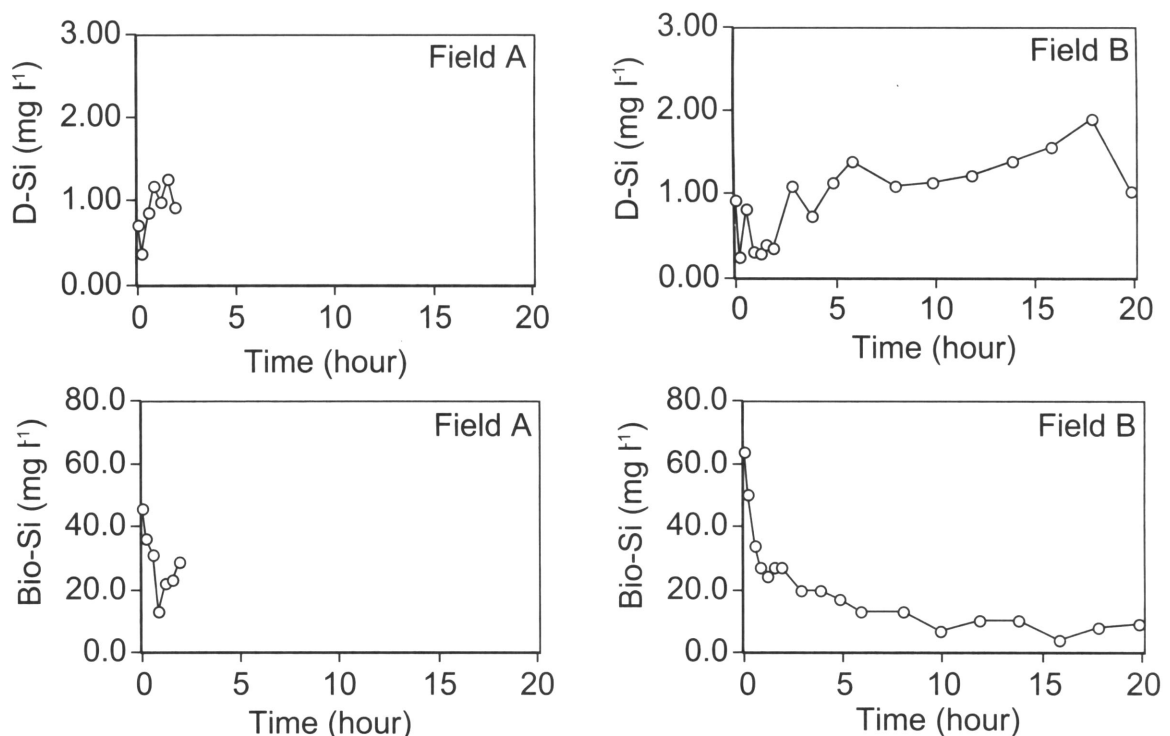 3.00
2.00
1.00
0.00
D-Si (mg l-1)
Field A
0 5 10 15 20
Time (hour)
3.00
2.00
1.00
0.00
D-Si (mg l-1)
Field B
0 5 10 15 20
Time (hour)
80.0
60.0
40.0
20.0
0.0
Bio-Si (mg l-1)
Field A
0 5 10 15 20
Time (hour)
80.0
60.0
40.0
20.0
0.0
Bio-Si (mg l-1)
Field B
0 5 10 15 20
Time (hour)